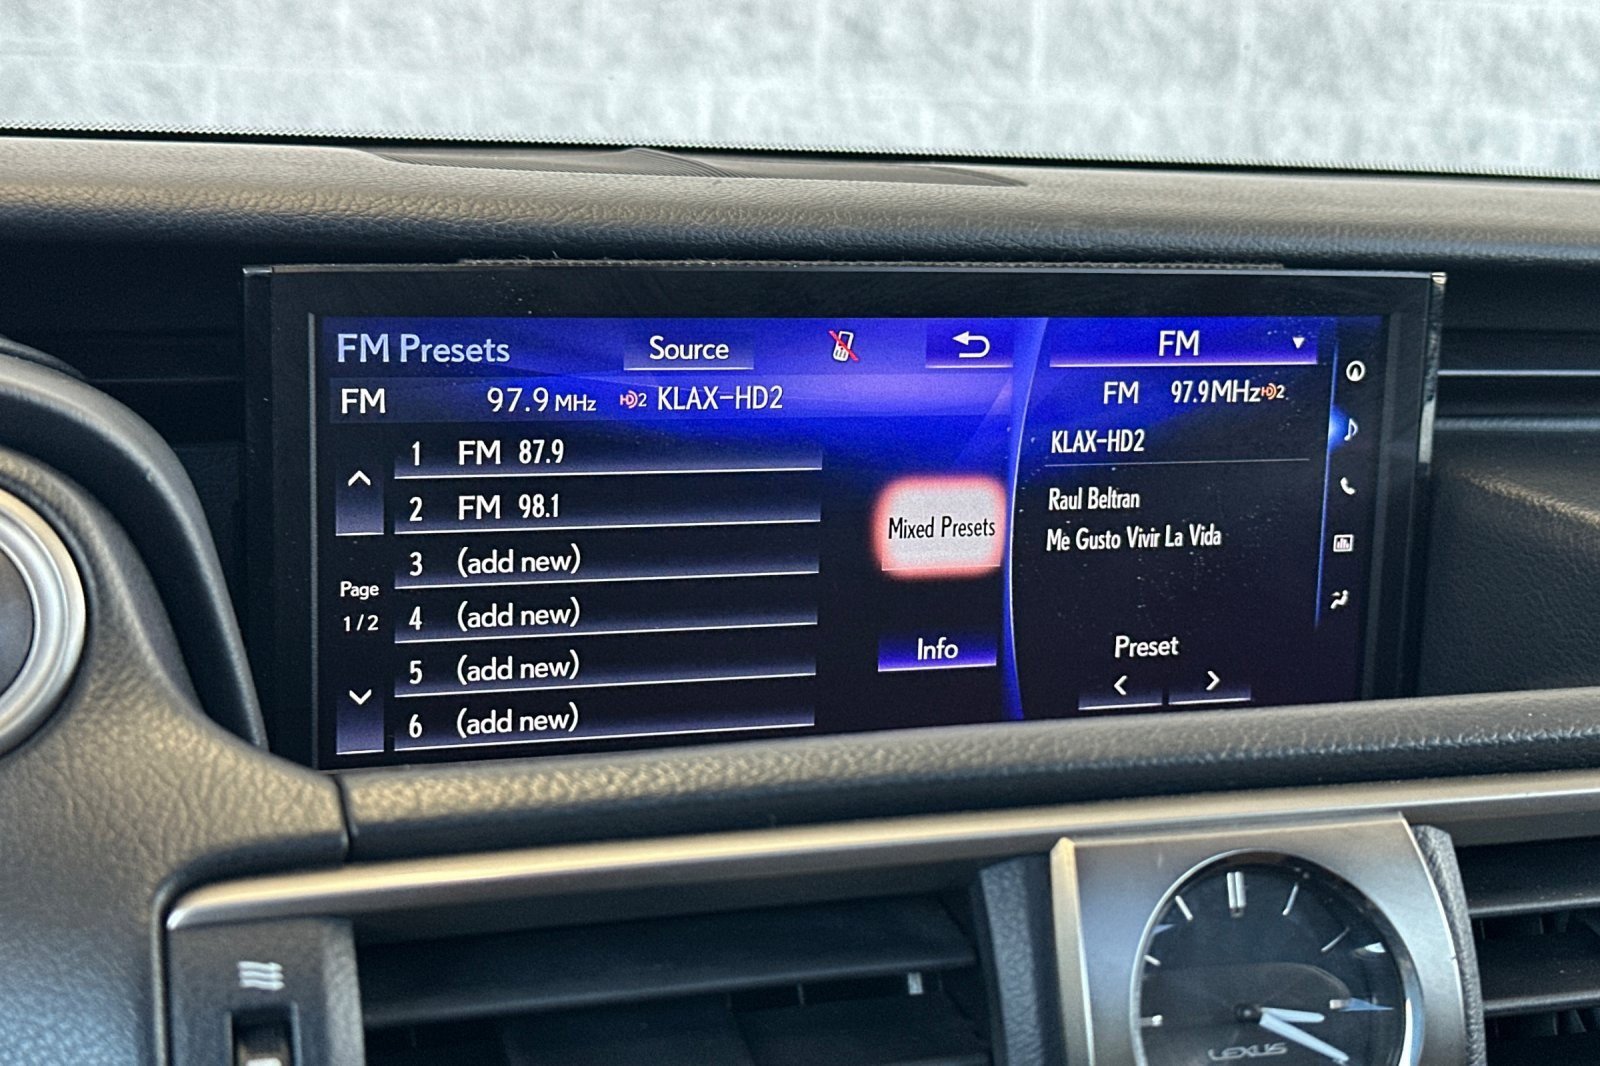 FM Presets
Source
FM 97.9 MHz HD2 KLAX-HD2
1 FM 87.9
2 FM 98.1
3 (add new)
4 (add new)
5 (add new)
6 (add new)
Page
1/2
Mixed Presets
Info
FM
FM 97.9MHz HD2
KLAX-HD2
Raul Beltran
Me Gusto Vivir La Vida
Preset
LEXUS